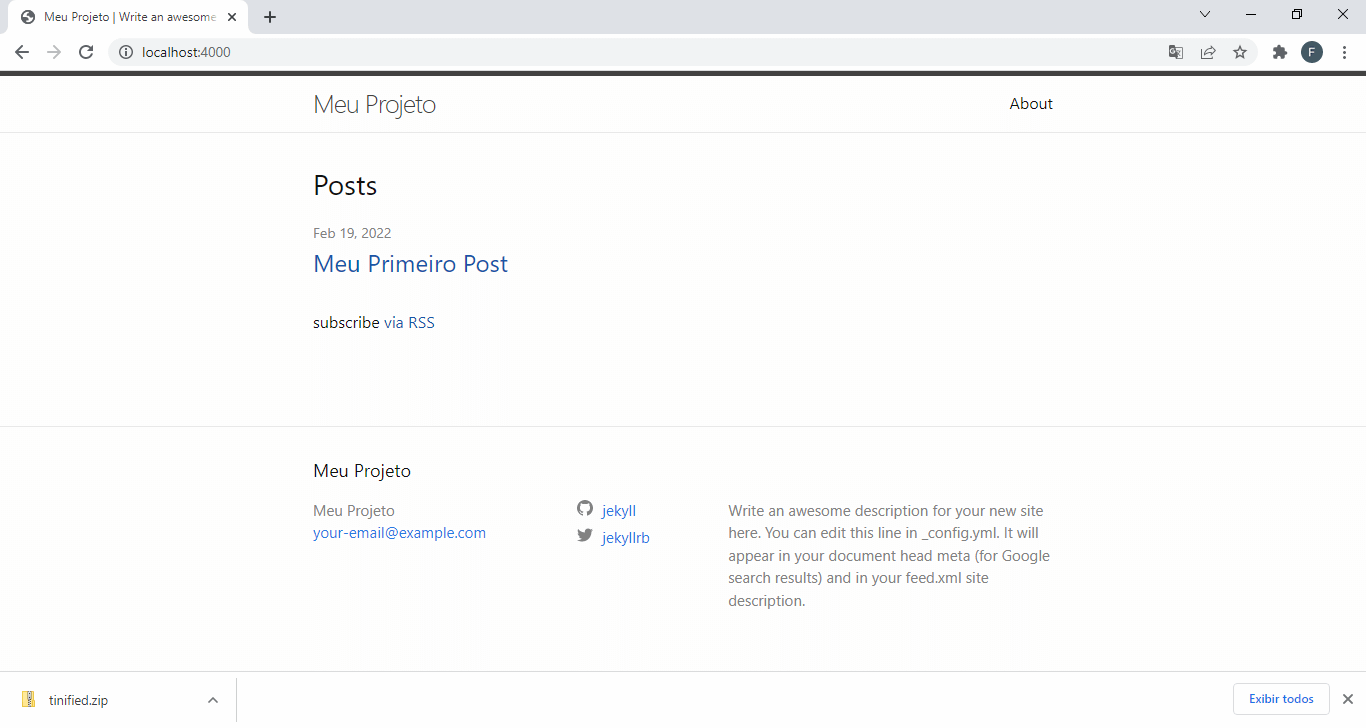 Meu Projeto | Write an awesome
localhost:4000
F
Meu Projeto
About
Posts
Feb 19, 2022
Meu Primeiro Post
subscribe via RSS
Meu Projeto
Meu Projeto
your-email@example.com
jekyll
jekyllrb
Write an awesome description for your new site
here. You can edit this line in _config.yml. It will
appear in your document head meta (for Google
search results) and in your feed.xml site
description.
tinified.zip
Exibir todos